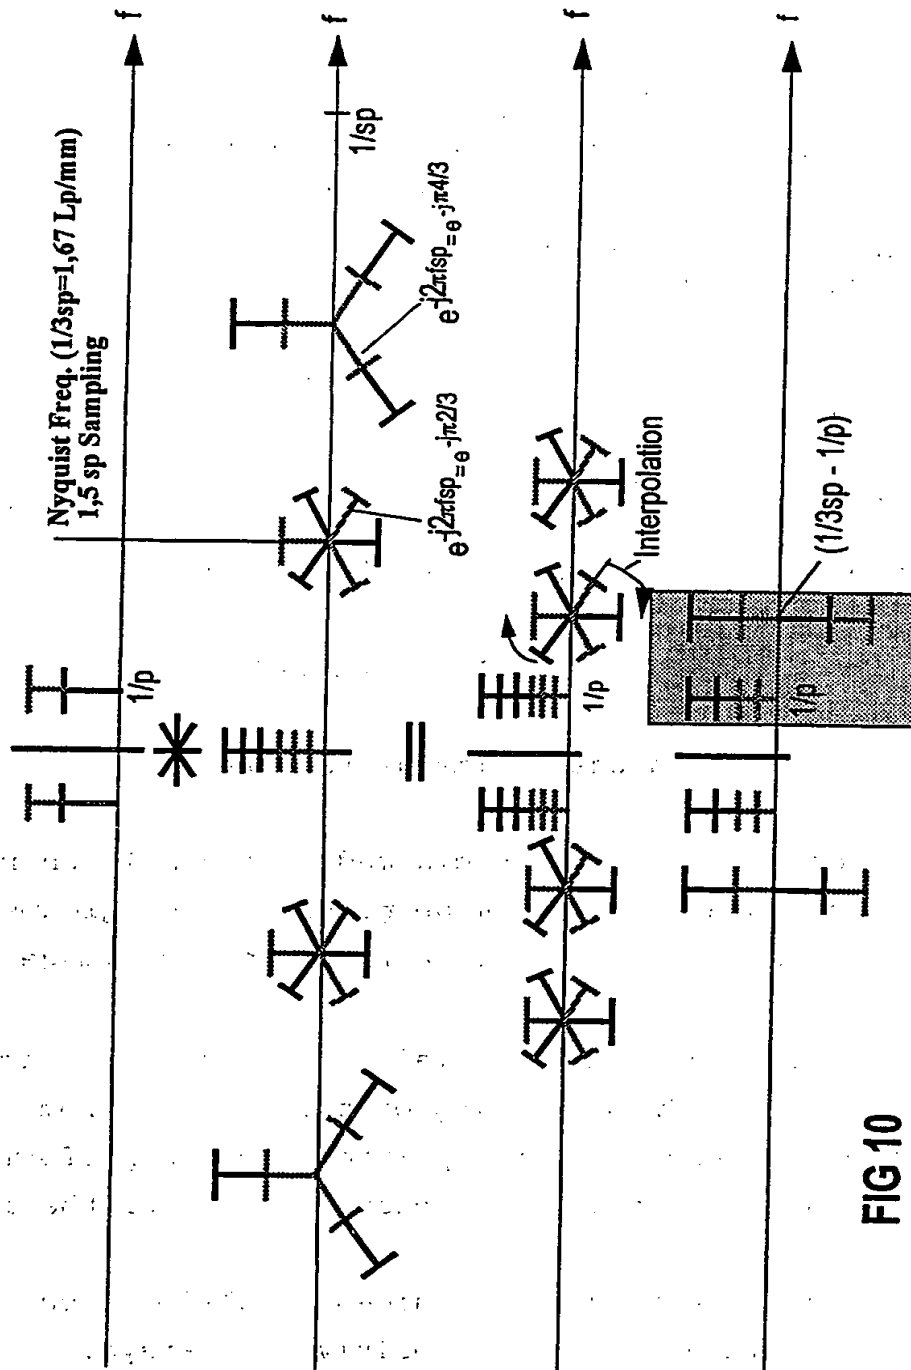 f
Nyquist Freq. (1/3sp=1,67 Lp/mm)
1,5 sp Sampling
1/p
f
1/sp
e-j2πfsp=e-jπ4/3
e-j2πfsp=e-jπ2/3
f
Interpolation
1/p
f
(1/3sp - 1/p)
1/p
FIG 10